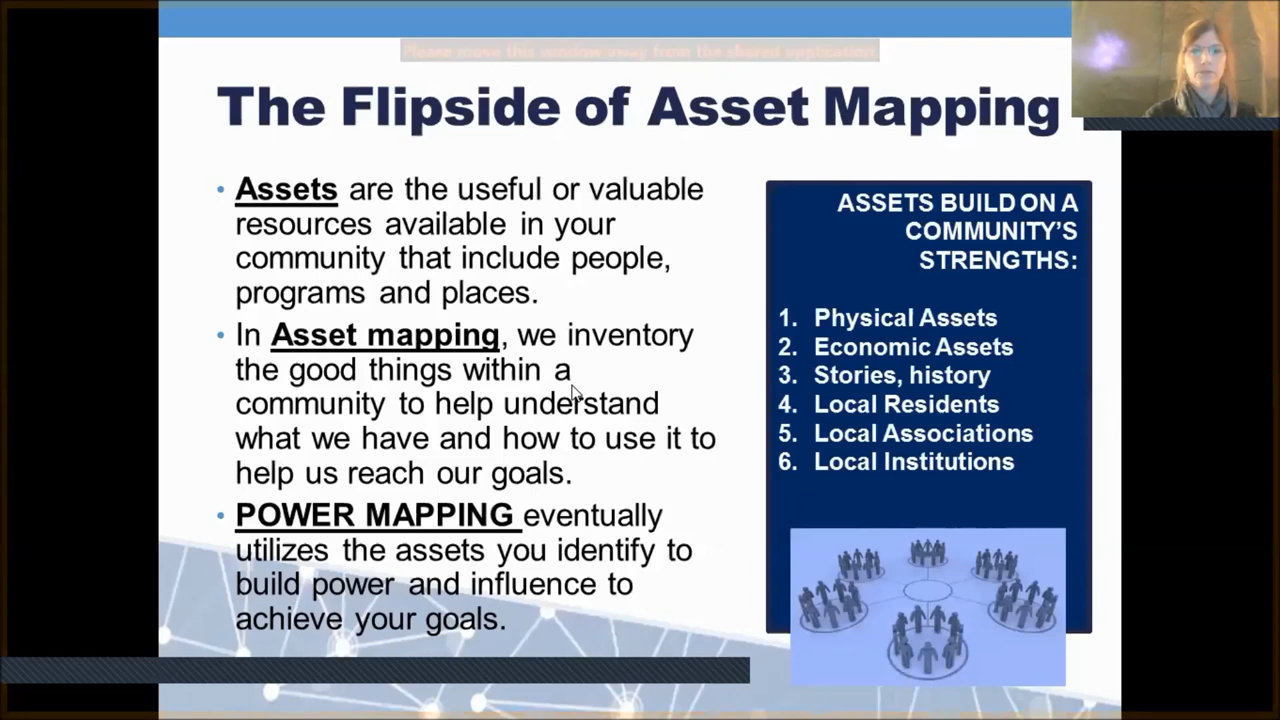 Please move this window away from the shared application.
The Flipside of Asset Mapping
• Assets are the useful or valuable
resources available in your
community that include people,
programs and places.
• In Asset mapping, we inventory
the good things within a
community to help understand
what we have and how to use it to
help us reach our goals.
• POWER MAPPING eventually
utilizes the assets you identify to
build power and influence to
achieve your goals.
ASSETS BUILD ON A
COMMUNITY’S
STRENGTHS:
1. Physical Assets
2. Economic Assets
3. Stories, history
4. Local Residents
5. Local Associations
6. Local Institutions